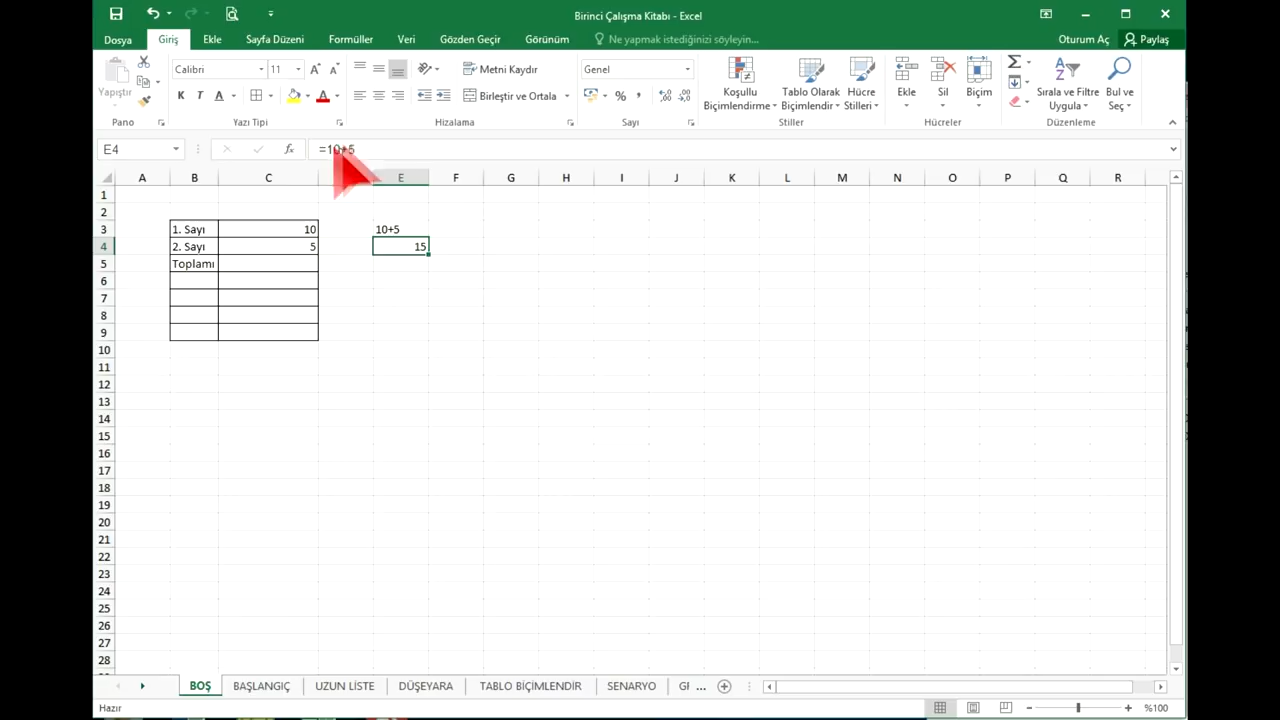 Birinci Çalışma Kitabı - Excel
Dosya Giriş Ekle Sayfa Düzeni Formüller Veri Gözden Geçir Görünüm Ne yapmak istediğinizi söyleyin... Oturum Aç Paylaş
Yapıştır
Calibri 11
K T A
Metni Kaydır
Birleştir ve Ortala
Genel
%
Koşullu Biçimlendirme
Tablo Olarak Biçimlendir
Hücre Stilleri
Ekle Sil Biçim
Sırala ve Filtre Uygula
Bul ve Seç
Pano Yazı Tipi Hizalama Sayı Stiller Hücreler Düzenleme
E4 fx =10+5
A B C E F G H I J K L M N O P Q R
1
2
3 1. Sayı 10 10+5
4 2. Sayı 5 15
5 Toplamı
6
7
8
9
10
11
12
13
14
15
16
17
18
19
20
21
22
23
24
25
26
27
28
BOŞ BAŞLANGIÇ UZUN LİSTE DÜŞEYARA TABLO BİÇİMLENDİR SENARYO ...
Hazır %100